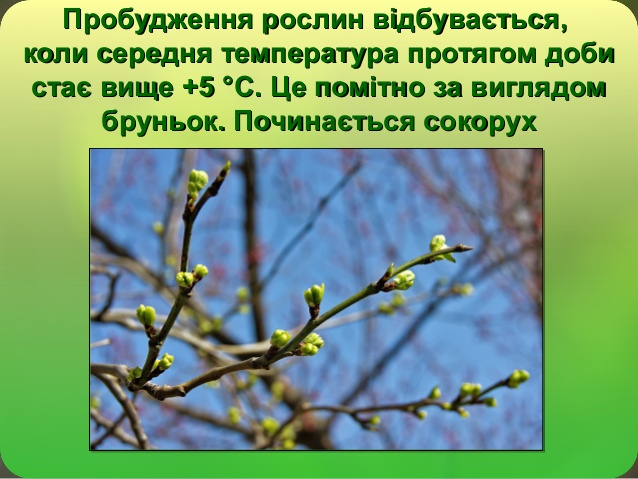 Пробудження рослин відбувається,
коли середня температура протягом доби
стає вище +5 °С. Це помітно за виглядом
бруньок. Починається сокорух